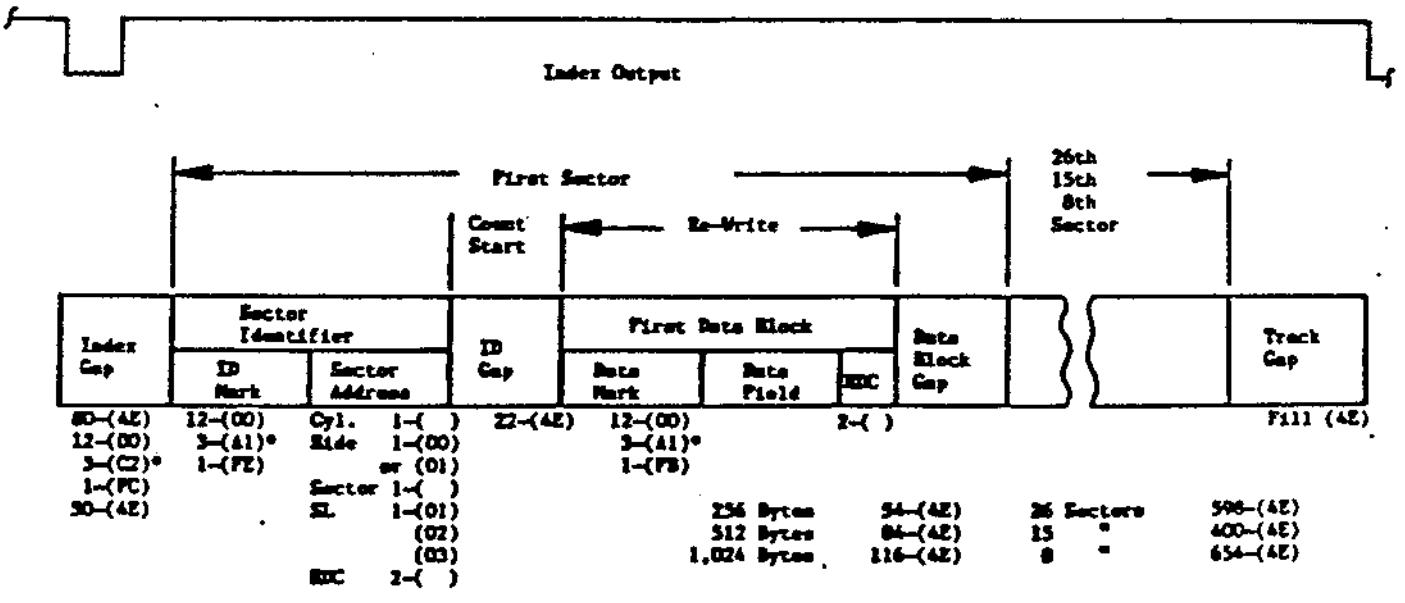 Index Output
First Sector
26th
15th
8th
Sector
Count
Start
Re-Write
Index
Gap
Sector
Identifier
ID
Mark
Sector
Address
ID
Gap
First Data Block
Data
Mark
Data
Field
EDC
Data
Block
Gap
Track
Gap
80-(4E)
12-(00)
3-(C2)*
1-(FC)
50-(4E)
12-(00)
3-(A1)*
1-(FE)
Cyl. 1-( )
Side 1-(00)
or (01)
Sector 1-( )
SL 1-(01)
(02)
(03)
EDC 2-( )
22-(4E)
12-(00)
3-(A1)*
1-(FB)
2-( )
Fill (4E)
256 Bytes 54-(4E) 26 Sectors 598-(4E)
512 Bytes 84-(4E) 15 " 400-(4E)
1,024 Bytes 116-(4E) 8 " 654-(4E)